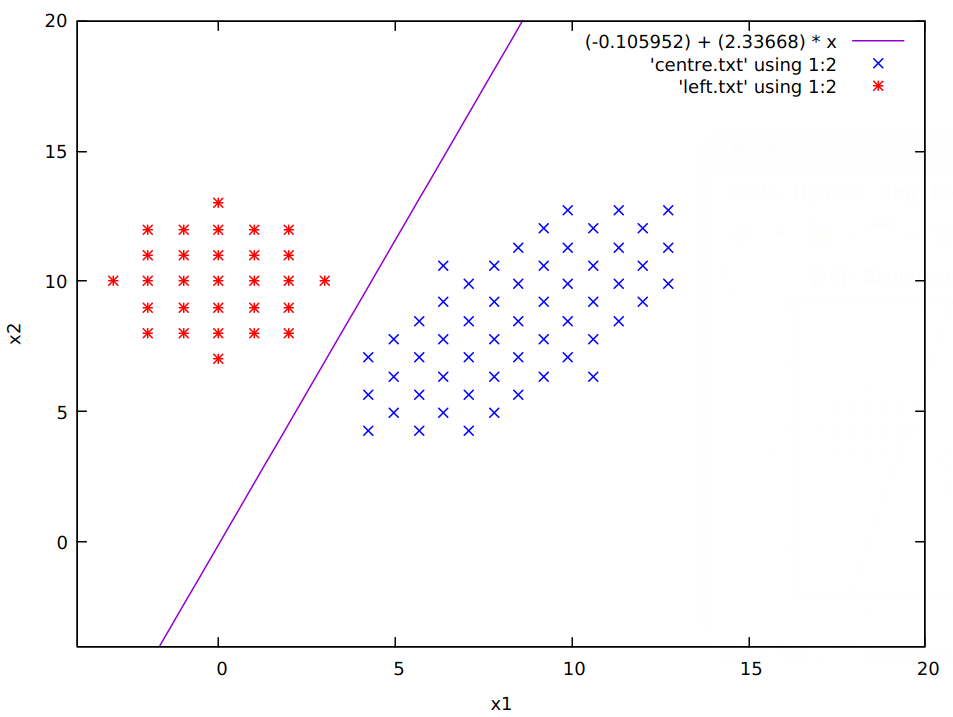 20
15
10
5
0
x2
(-0.105952) + (2.33668) * x
'centre.txt' using 1:2
'left.txt' using 1:2
0 5 10 15 20
x1